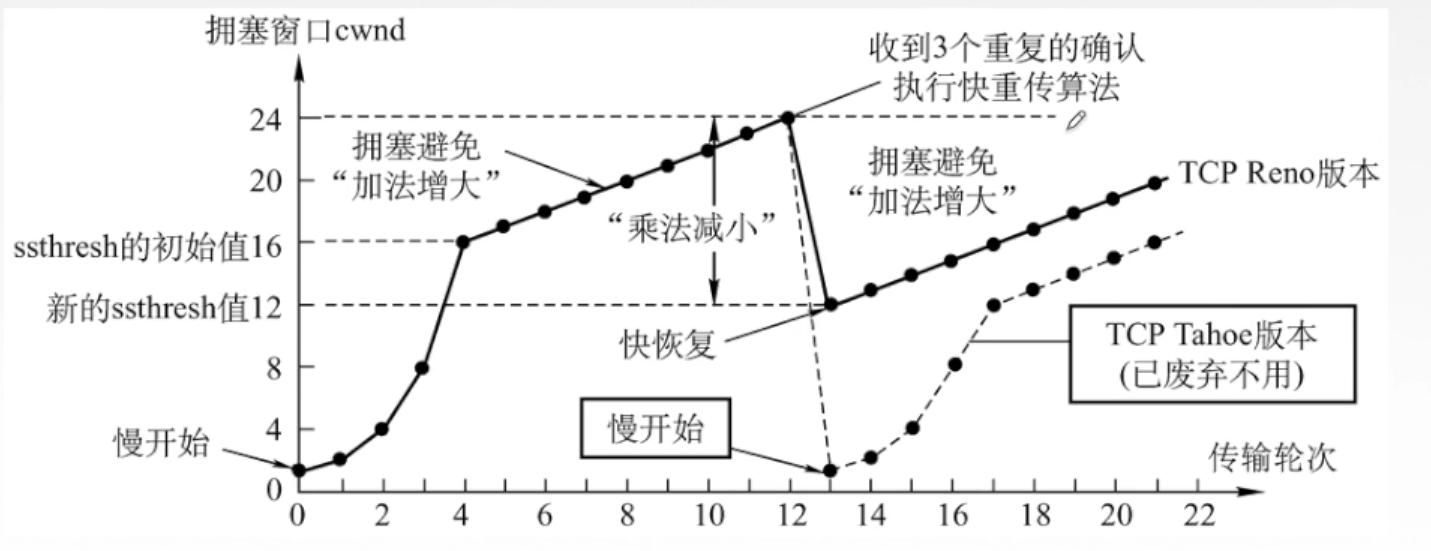 拥塞窗口cwnd
收到3个重复的确认
执行快重传算法
24
拥塞避免
“加法增大”
拥塞避免
“加法增大”
20
TCP Reno版本
“乘法减小”
ssthresh的初始值16
新的ssthresh值12
快恢复
TCP Tahoe版本
(已废弃不用)
8
4
慢开始
慢开始
传输轮次
0
0 2 4 6 8 10 12 14 16 18 20 22